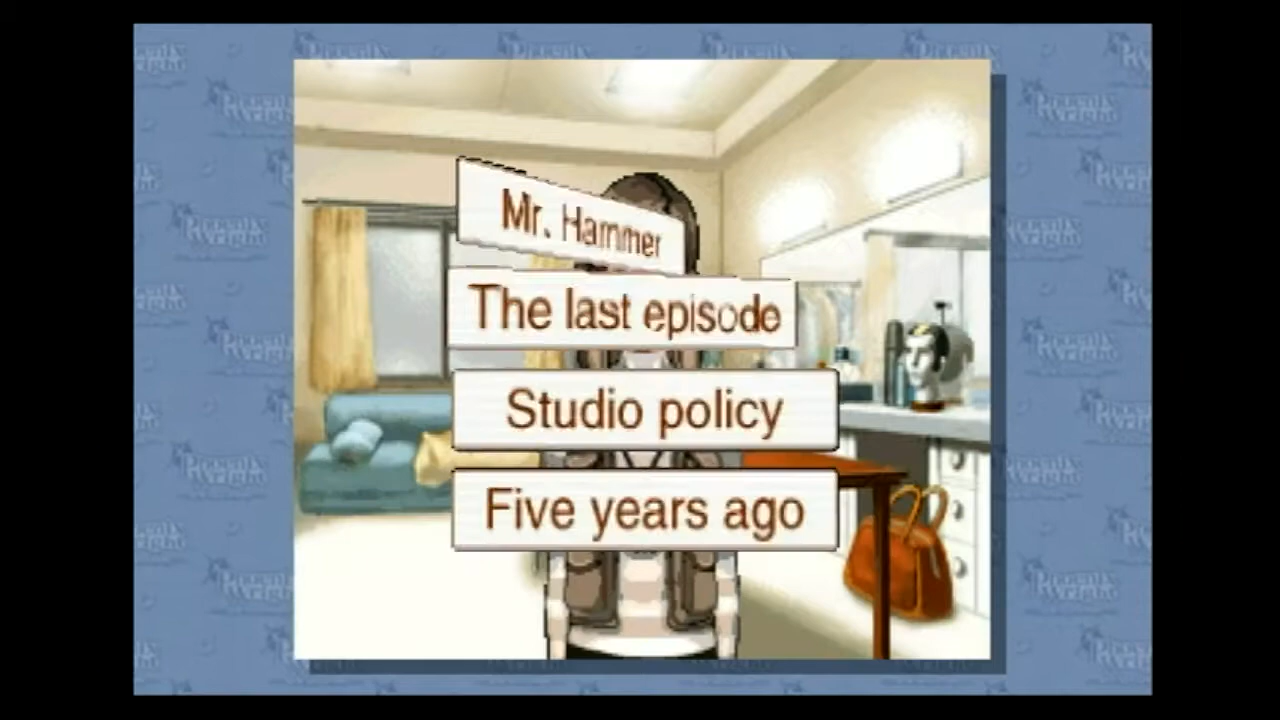 Mr. Hammer
The last episode
Studio policy
Five years ago